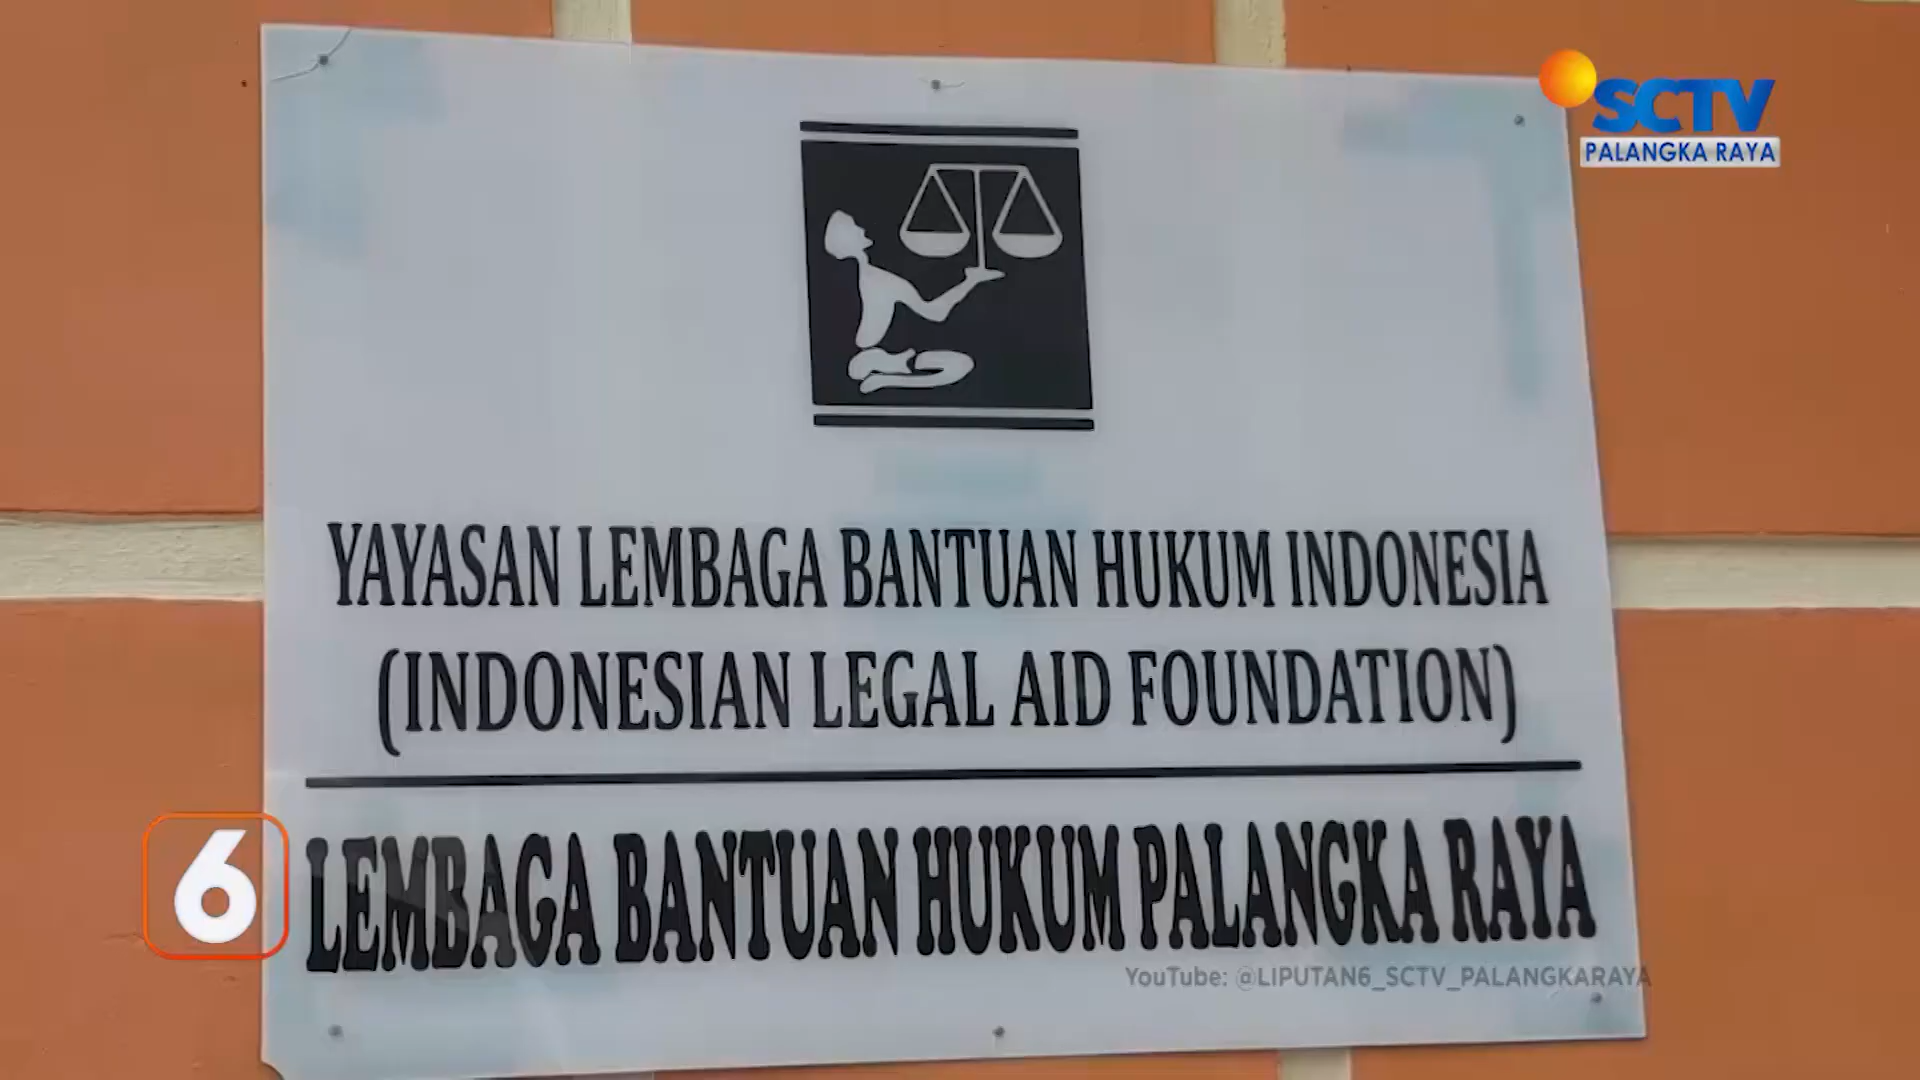 SCTV
PALANGKA RAYA
YAYASAN LEMBAGA BANTUAN HUKUM INDONESIA
(INDONESIAN LEGAL AID FOUNDATION)
LEMBAGA BANTUAN HUKUM PALANGKA RAYA
6
YouTube: @LIPUTAN6_SCTV_PALANGKARAYA